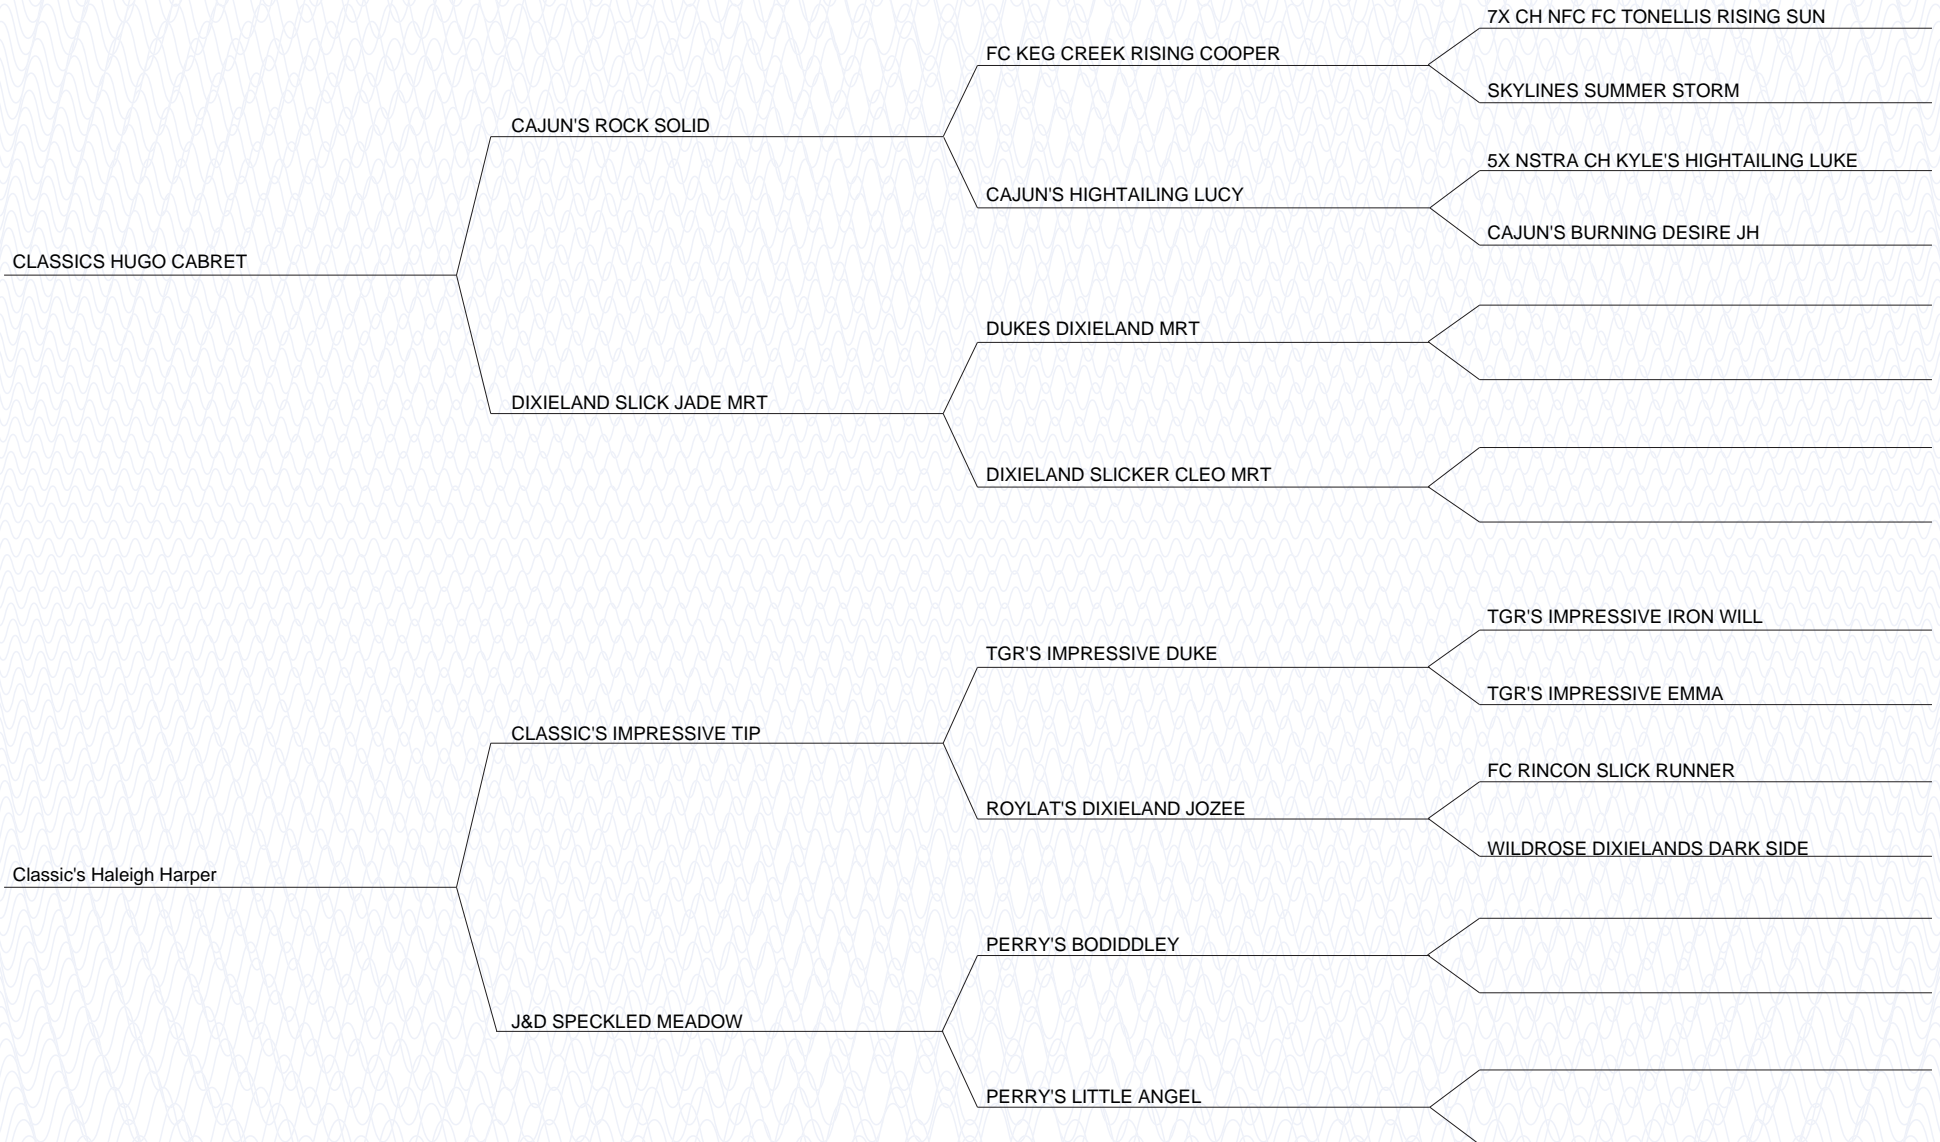 7X CH NFC FC TONELLIS RISING SUN
FC KEG CREEK RISING COOPER
SKYLINES SUMMER STORM
CAJUN'S ROCK SOLID
5X NSTRA CH KYLE'S HIGHTAILING LUKE
CAJUN'S HIGHTAILING LUCY
CAJUN'S BURNING DESIRE JH
CLASSICS HUGO CABRET
DUKES DIXIELAND MRT
DIXIELAND SLICK JADE MRT
DIXIELAND SLICKER CLEO MRT
TGR'S IMPRESSIVE IRON WILL
TGR'S IMPRESSIVE DUKE
TGR'S IMPRESSIVE EMMA
CLASSIC'S IMPRESSIVE TIP
FC RINCON SLICK RUNNER
ROYLAT'S DIXIELAND JOZEE
WILDROSE DIXIELANDS DARK SIDE
Classic's Haleigh Harper
PERRY'S BODIDDLEY
J&D SPECKLED MEADOW
PERRY'S LITTLE ANGEL